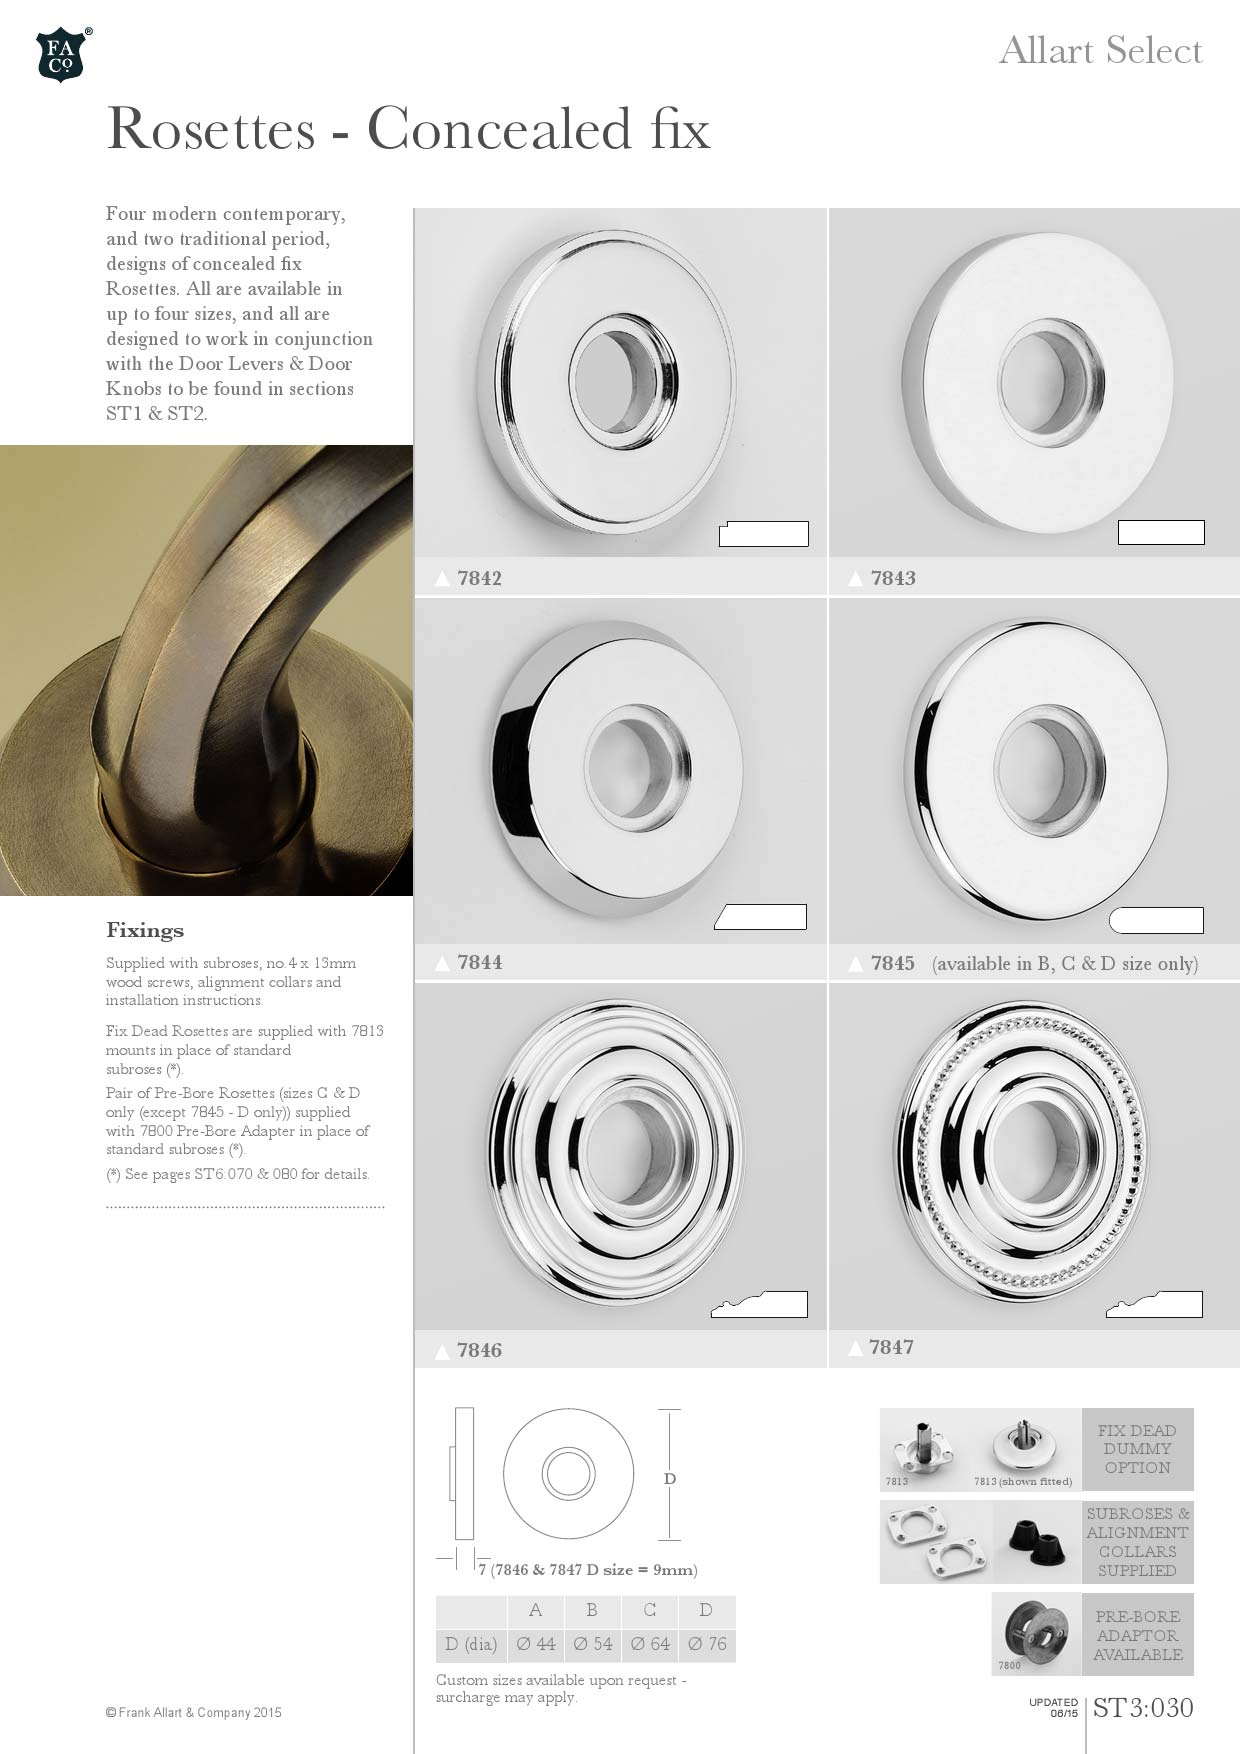 FA
Co.
®
Allart Select
Rosettes - Concealed fix
Four modern contemporary,
and two traditional period,
designs of concealed fix
Rosettes. All are available in
up to four sizes, and all are
designed to work in conjunction
with the Door Levers & Door
Knobs to be found in sections
ST1 & ST2.
7842
7843
7844
7845 (available in B, C & D size only)
7846
7847
Fixings
Supplied with subroses, no.4 x 13mm
wood screws, alignment collars and
installation instructions.
Fix Dead Rosettes are supplied with 7813
mounts in place of standard
subroses (*).
Pair of Pre-Bore Rosettes (sizes C & D
only (except 7845 - D only)) supplied
with 7800 Pre-Bore Adapter in place of
standard subroses (*).
(*) See pages ST6:070 & 080 for details.
D
7 (7846 & 7847 D size = 9mm)
A B C D
D (dia) Ø 44 Ø 54 Ø 64 Ø 76
Custom sizes available upon request -
surcharge may apply.
7813
7813 (shown fitted)
FIX DEAD
DUMMY
OPTION
SUBROSES &
ALIGNMENT
COLLARS
SUPPLIED
7800
PRE-BORE
ADAPTOR
AVAILABLE
© Frank Allart & Company 2015
UPDATED
06/15
ST3:030